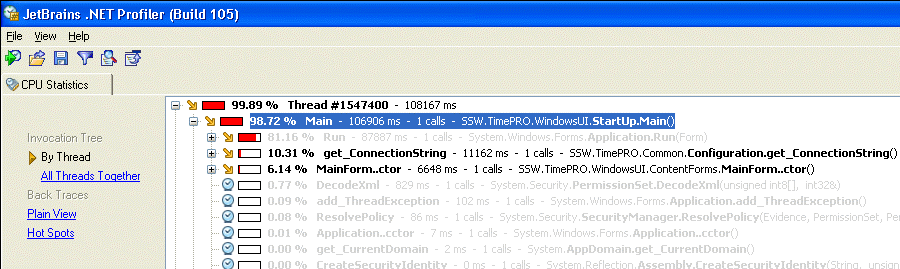 JetBrains .NET Profiler (Build 105)
File View Help
CPU Statistics
Invocation Tree
By Thread
All Threads Together
Back Traces
Plain View
Hot Spots
99.89 % Thread #1547400 - 108167 ms
98.72 % Main - 106906 ms - 1 calls - SSW.TimePRO.WindowsUI.StartUp.Main()
81.16 % Run - 87887 ms - 1 calls - System.Windows.Forms.Application.Run(Form)
10.31 % get_ConnectionString - 11162 ms - 1 calls - SSW.TimePRO.Common.Configuration.get_ConnectionString()
6.14 % MainForm..ctor - 6648 ms - 1 calls - SSW.TimePRO.WindowsUI.ContentForms.MainForm..ctor()
0.77 % DecodeXml - 829 ms - 1 calls - System.Security.PermissionSet.DecodeXml(unsigned int8[], int32&)
0.09 % add_ThreadException - 102 ms - 1 calls - System.Windows.Forms.Application.add_ThreadException()
0.08 % ResolvePolicy - 86 ms - 1 calls - System.Security.SecurityManager.ResolvePolicy(Evidence, PermissionSet, Pe
0.01 % Application..cctor - 7 ms - 1 calls - System.Windows.Forms.Application..cctor()
0.00 % get_CurrentDomain - 2 ms - 1 calls - System.AppDomain.get_CurrentDomain()
0.00 % CreateSecurityIdentity - 0 ms - 1 calls - System.Reflection.Assembly.CreateSecurityIdentity(String, unsigne